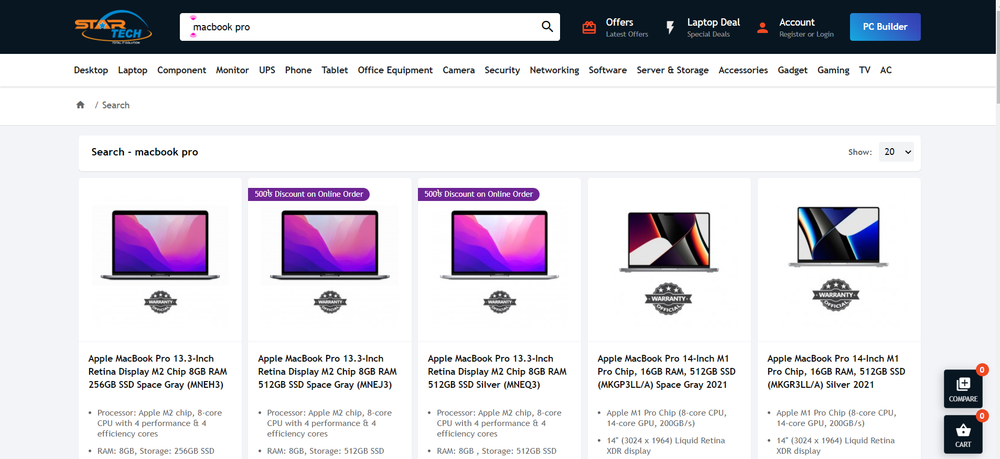 STAR
TECH
TOTAL IT SOLUTION
macbook pro
Offers
Latest Offers
Laptop Deal
Special Deals
Account
Register or Login
PC Builder
Desktop Laptop Component Monitor UPS Phone Tablet Office Equipment Camera Security Networking Software Server & Storage Accessories Gadget Gaming TV AC
/ Search
Search - macbook pro
Show: 20
WARRANTY
OFFICIAL
Apple MacBook Pro 13.3-Inch
Retina Display M2 Chip 8GB RAM
256GB SSD Space Gray (MNEH3)
• Processor: Apple M2 chip, 8-core
CPU with 4 performance & 4
efficiency cores
• RAM: 8GB, Storage: 256GB SSD
500৳ Discount on Online Order
WARRANTY
OFFICIAL
Apple MacBook Pro 13.3-Inch
Retina Display M2 Chip 8GB RAM
512GB SSD Space Gray (MNEJ3)
• Processor: Apple M2 chip, 8-core
CPU with 4 performance & 4
efficiency cores
• RAM: 8GB, Storage: 512GB SSD
500৳ Discount on Online Order
WARRANTY
OFFICIAL
Apple MacBook Pro 13.3-Inch
Retina Display M2 Chip 8GB RAM
512GB SSD Silver (MNEQ3)
• Processor: Apple M2 chip, 8-core
CPU with 4 performance & 4
efficiency cores
• RAM: 8GB , Storage: 512GB SSD
WARRANTY
OFFICIAL
Apple MacBook Pro 14-Inch M1
Pro Chip, 16GB RAM, 512GB SSD
(MKGP3LL/A) Space Gray 2021
• Apple M1 Pro Chip (8-core CPU,
14-core GPU, 200GB/s)
• 14" (3024 x 1964) Liquid Retina
XDR display
WARRANTY
OFFICIAL
Apple MacBook Pro 14-Inch M1
Pro Chip, 16GB RAM, 512GB SSD
(MKGR3LL/A) Silver 2021
• Apple M1 Pro Chip (8-core CPU,
14-core GPU, 200GB/s)
• 14" (3024 x 1964) Liquid Retina
XDR display
0
COMPARE
0
CART